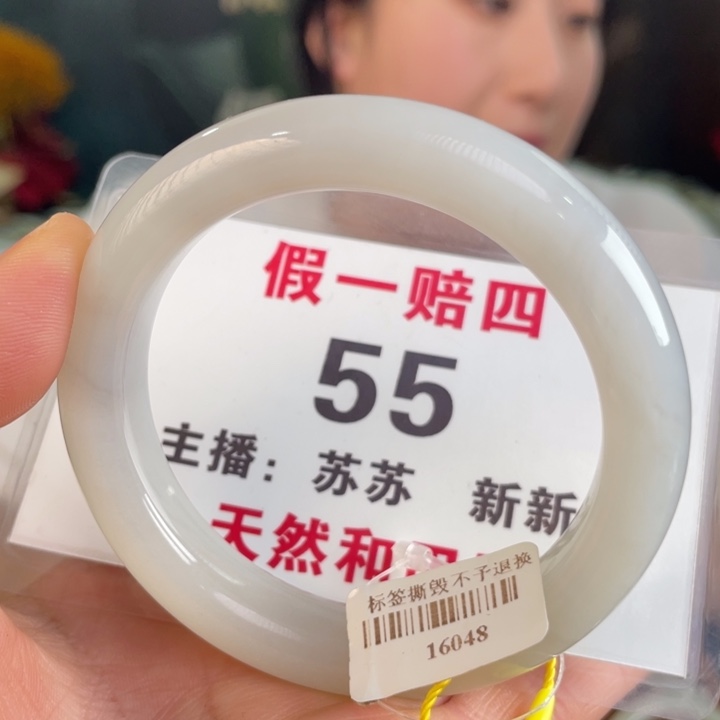 假一赔四
55
主播：苏苏 新新
天然和田
标签撕毁不予退换
16048